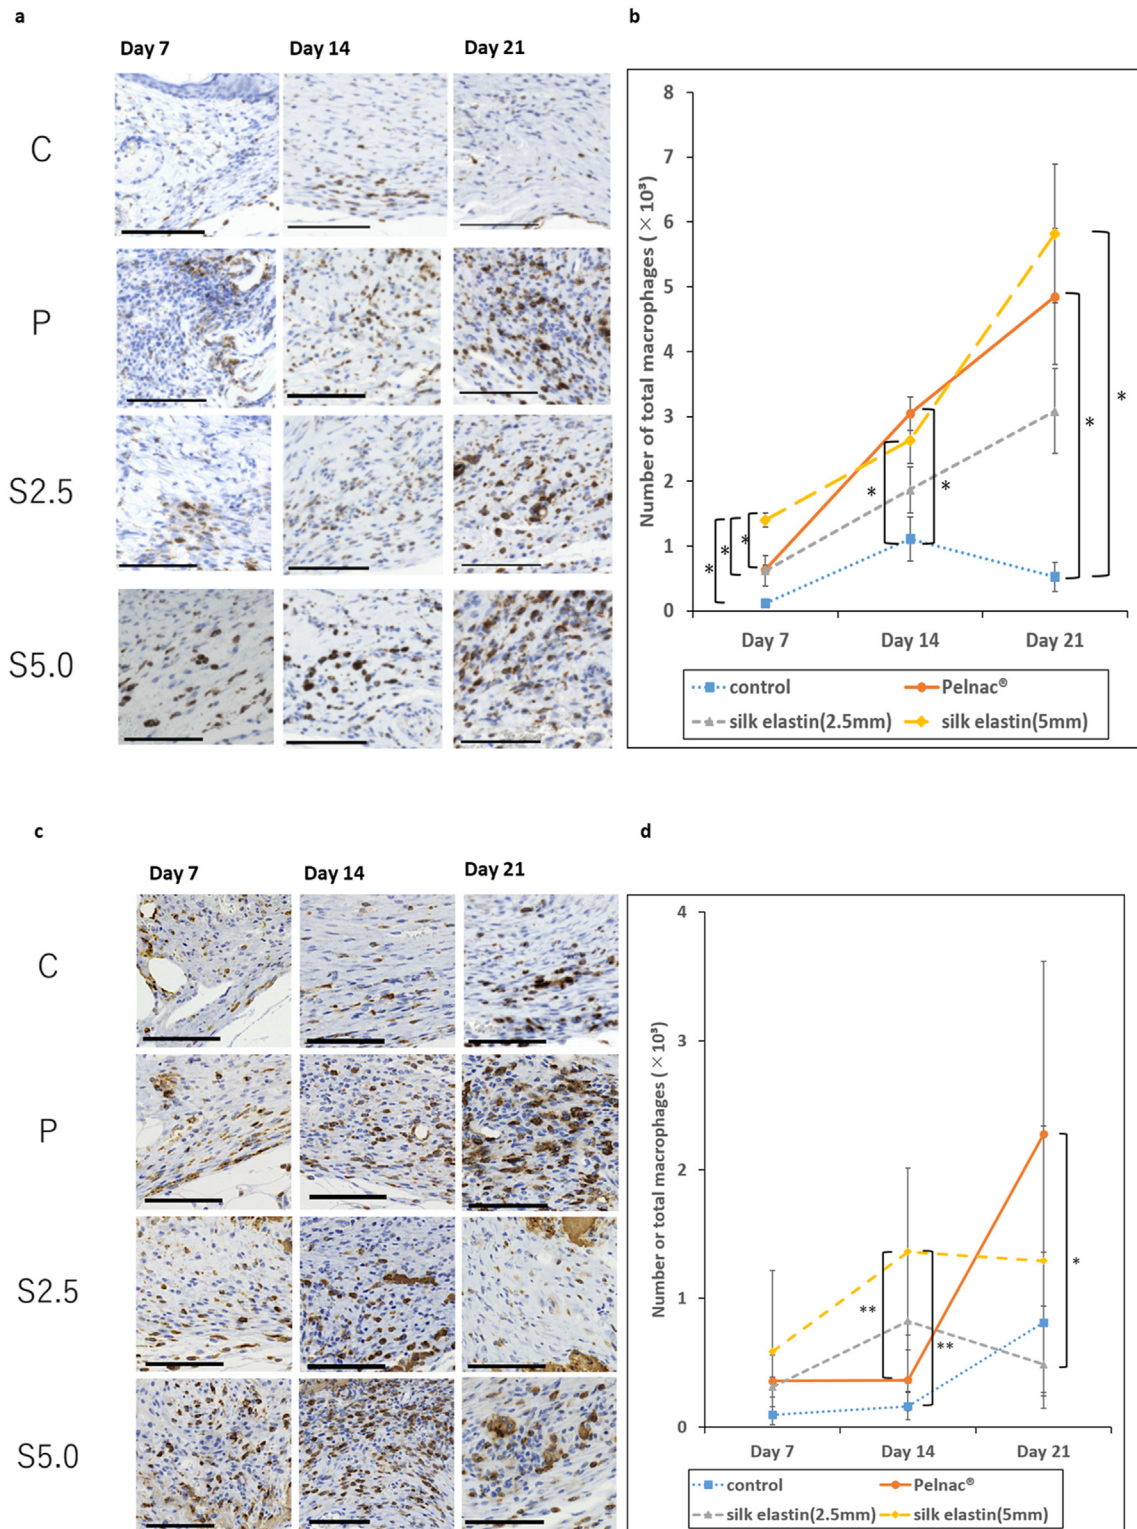 a
Day 7 Day 14 Day 21
C
P
S2.5
S5.0
b
Number of total macrophages (×10³)
8
7
6
5
4
3
2
1
0
* * * * * * *
Day 7 Day 14 Day 21
control Pelnac®
silk elastin(2.5mm) silk elastin(5mm)
c
Day 7 Day 14 Day 21
C
P
S2.5
S5.0
d
Number or total macrophages (×10³)
4
3
2
1
0
** ** *
Day 7 Day 14 Day 21
control Pelnac®
silk elastin(2.5mm) silk elastin(5mm)